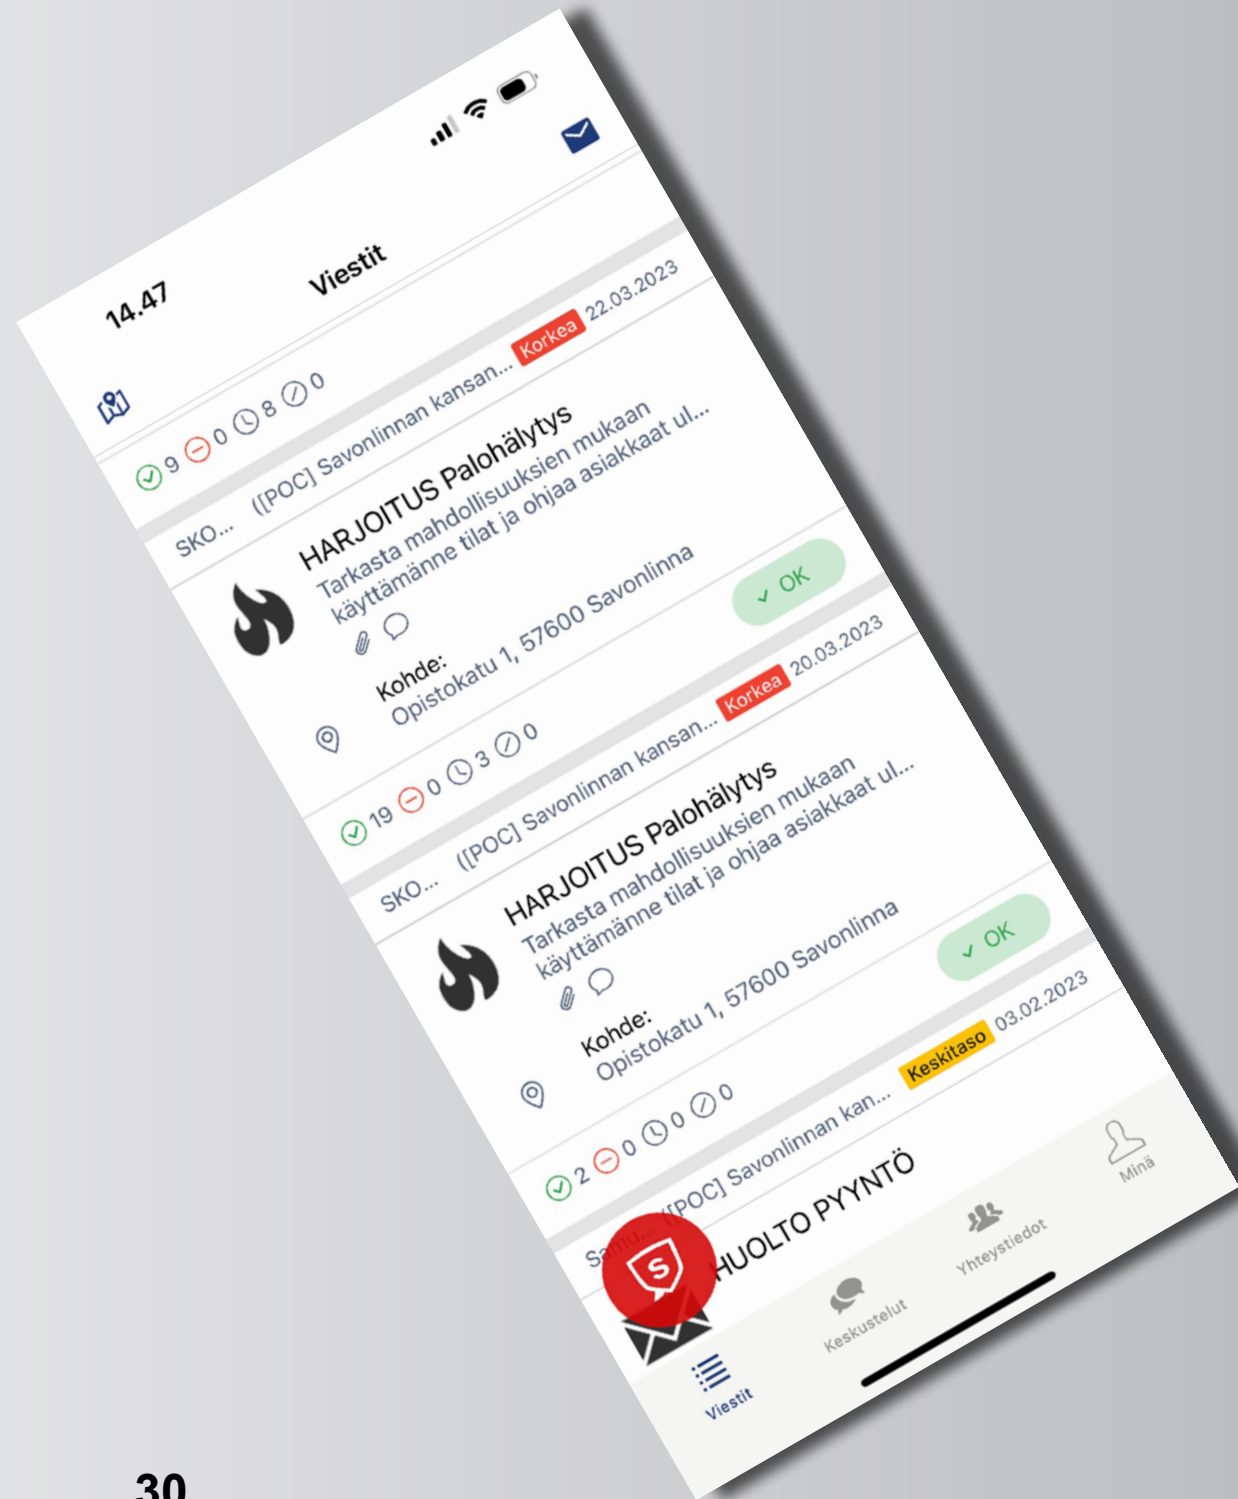 14.47
Viestit
9 0 8 0
SKO... ([POC] Savonlinnan kansan... Korkea 22.03.2023
HARJOITUS Palohälytys
Tarkasta mahdollisuuksien mukaan
käyttämänne tilat ja ohjaa asiakkaat ul...
Kohde:
Opistokatu 1, 57600 Savonlinna
OK
19 0 3 0
SKO... ([POC] Savonlinnan kansan... Korkea 20.03.2023
HARJOITUS Palohälytys
Tarkasta mahdollisuuksien mukaan
käyttämänne tilat ja ohjaa asiakkaat ul...
Kohde:
Opistokatu 1, 57600 Savonlinna
OK
2 0 0 0
Samu... ([POC] Savonlinnan kan... Keskitaso 03.02.2023
HUOLTO PYYNTÖ
S
Viestit
Keskustelut
Yhteystiedot
Minä
30